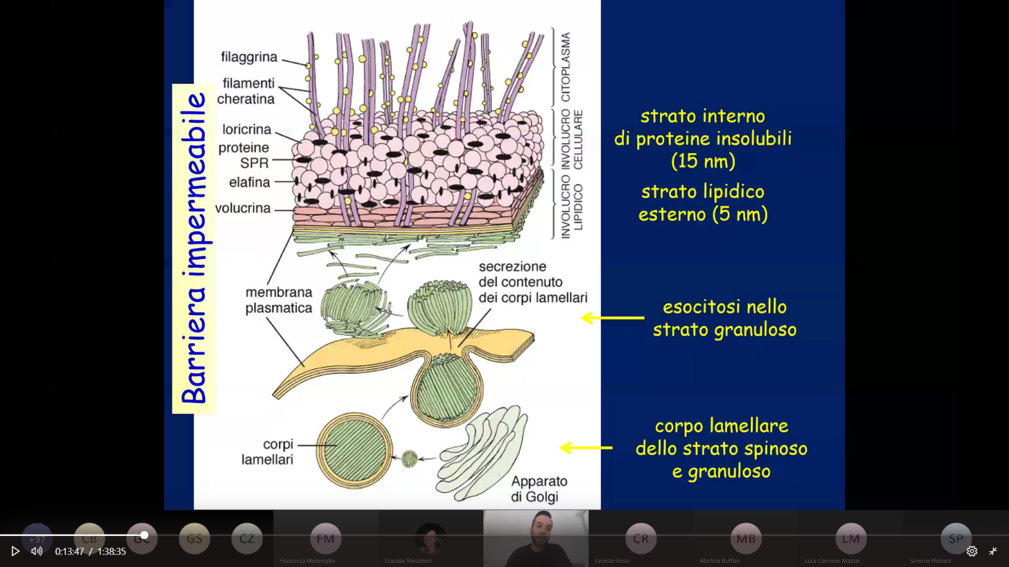 Barriera impermeabile
filaggrina
filamenti
cheratina
loricrina
proteine
SPR
elafina
volucrina
CITOPLASMA
INVOLUCRO
CELLULARE
INVOLUCRO
LIPIDICO
membrana
plasmatica
secrezione
del contenuto
dei corpi lamellari
corpi
lamellari
Apparato
di Golgi
strato interno
di proteine insolubili
(15 nm)
strato lipidico
esterno (5 nm)
esocitosi nello
strato granuloso
corpo lamellare
dello strato spinoso
e granuloso
+97
CB
GQ
GS
CZ
FM
CR
MB
LM
SP
0:13:47 / 1:38:35